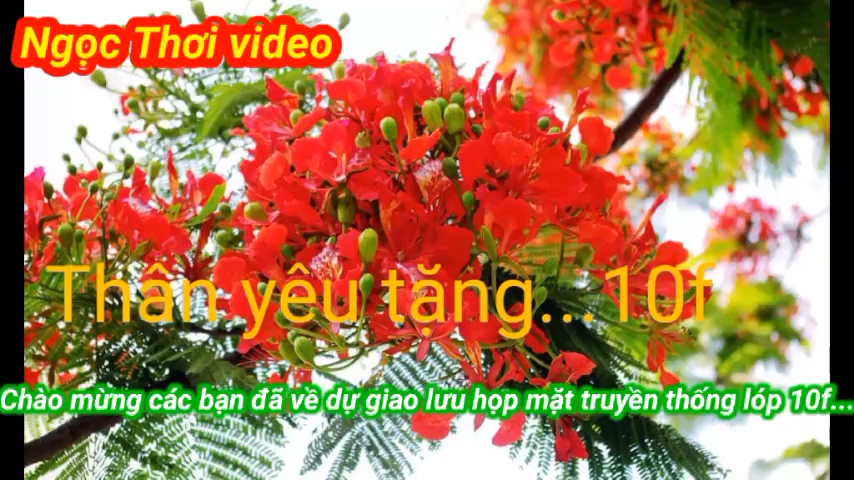 Ngọc Thơi video
Thân yêu tặng...10f
Chào mừng các bạn đã về dự giao lưu họp mặt truyền thống lóp 10f...